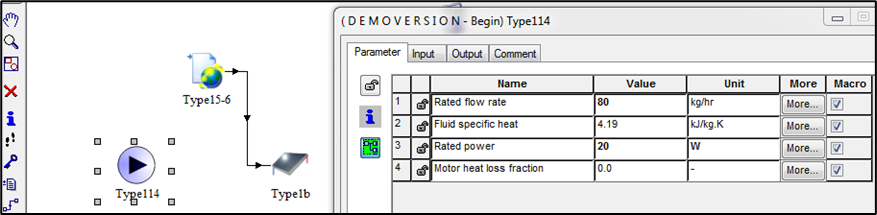 Type15-6
Type114
Type1b
(DEMOVERSION - Begin) Type114
Parameter Input Output Comment
Name Value Unit More Macro
1 Rated flow rate 80 kg/hr More...
2 Fluid specific heat 4.19 kJ/kg.K More...
3 Rated power 20 W More...
4 Motor heat loss fraction 0.0 - More...